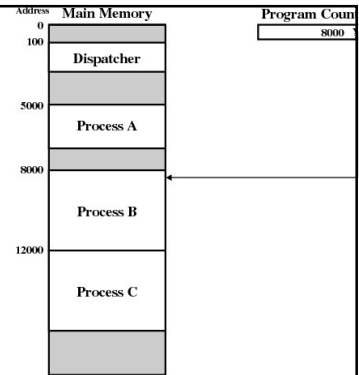 Address Main Memory Program Coun
0
8000
100
Dispatcher
5000
Process A
8000
Process B
12000
Process C